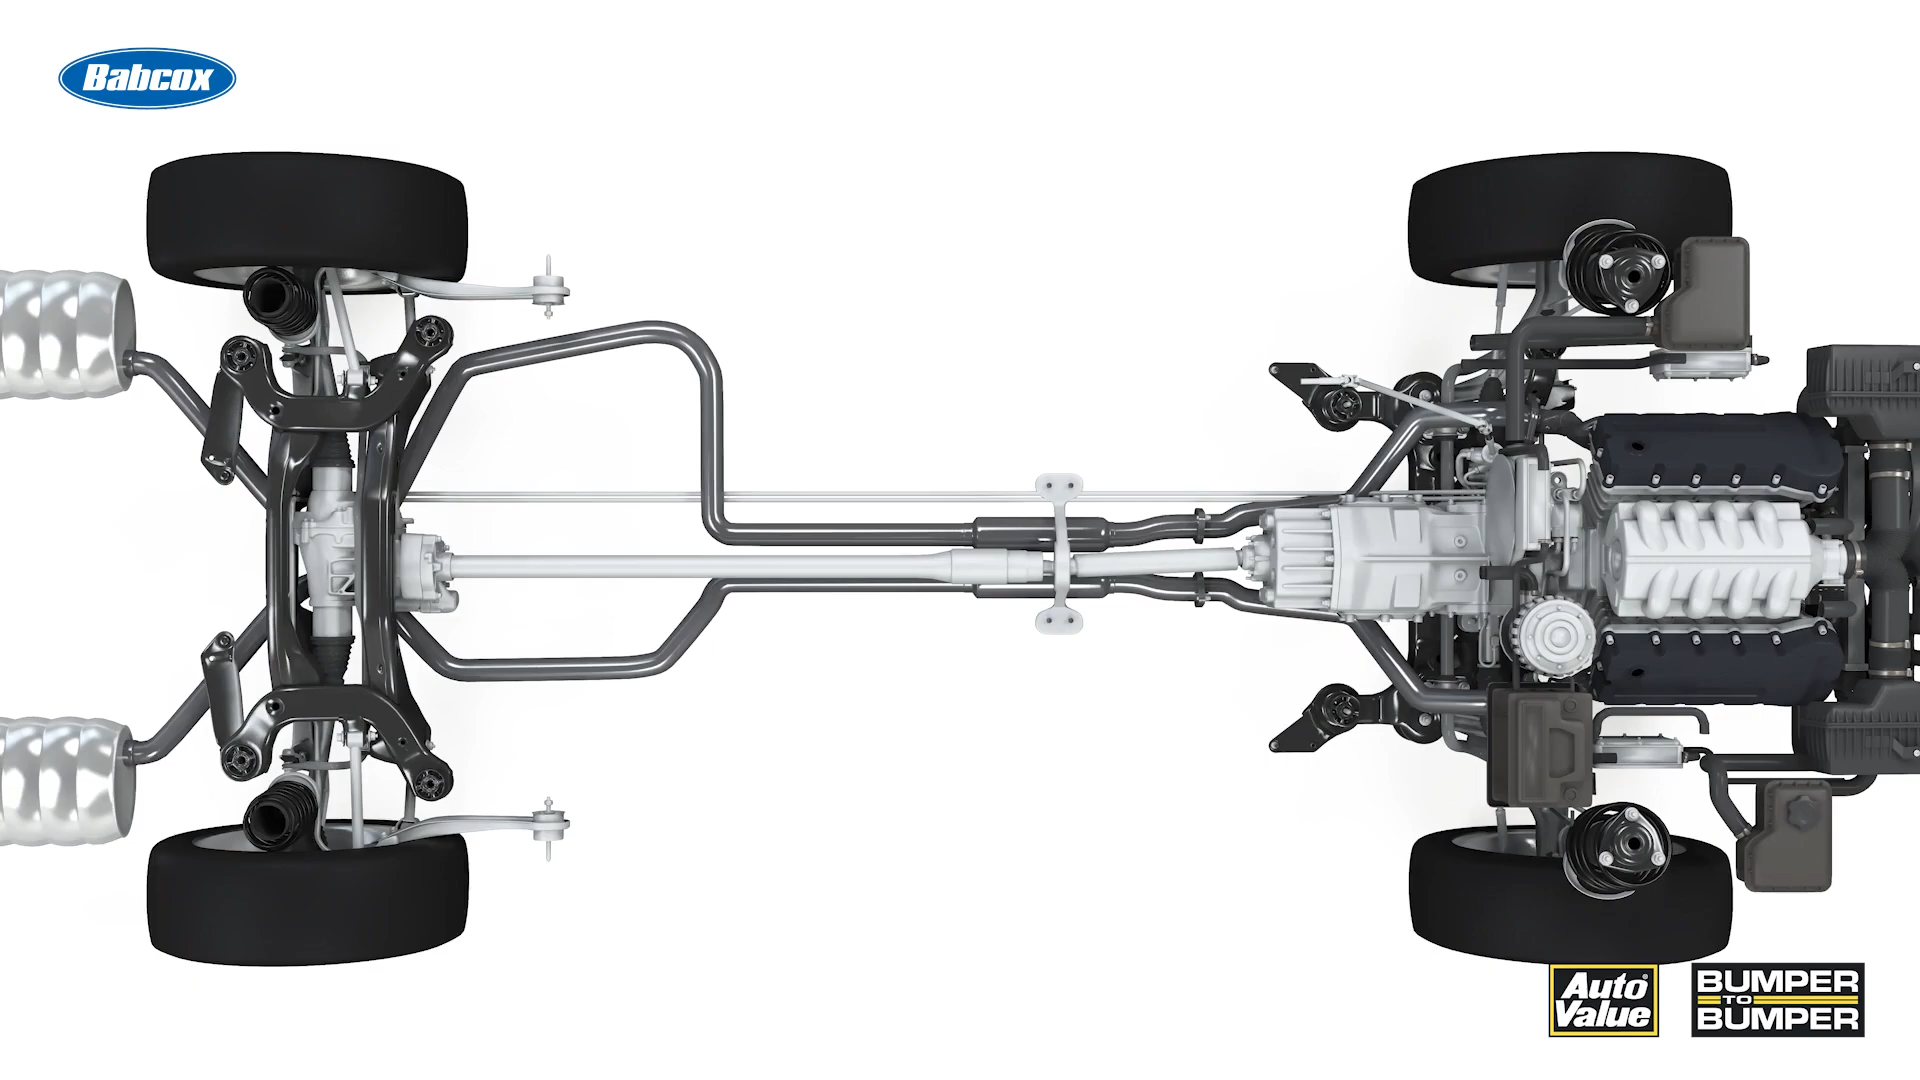 Babcox
Auto
Value
BUMPER
TO
BUMPER